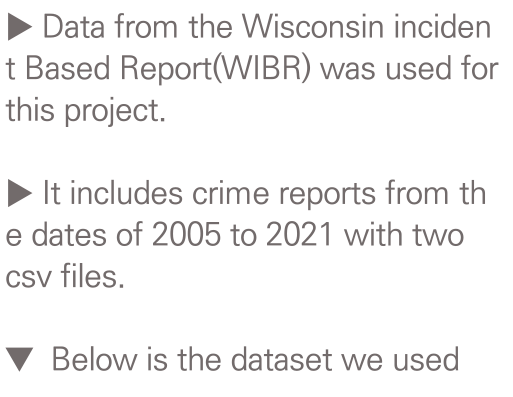 ▶ Data from the Wisconsin inciden
t Based Report(WIBR) was used for
this project.
▶ It includes crime reports from th
e dates of 2005 to 2021 with two
csv files.
▼ Below is the dataset we used